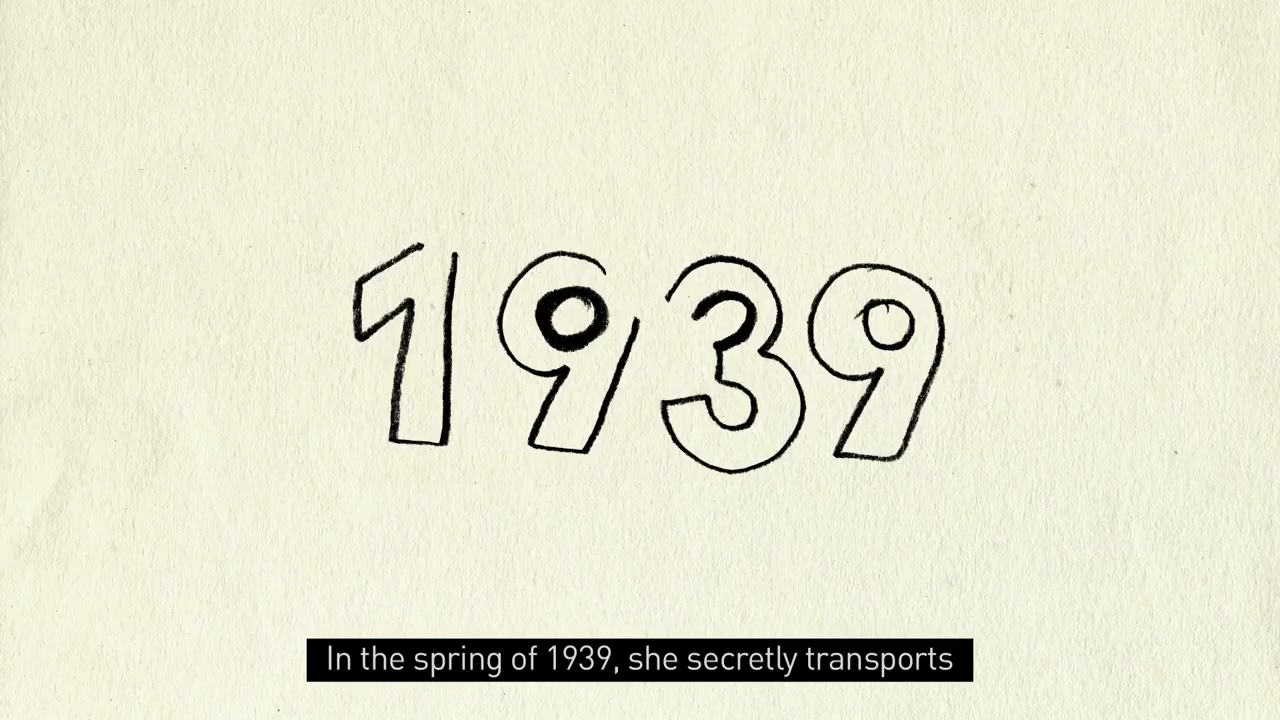 1939
In the spring of 1939, she secretly transports